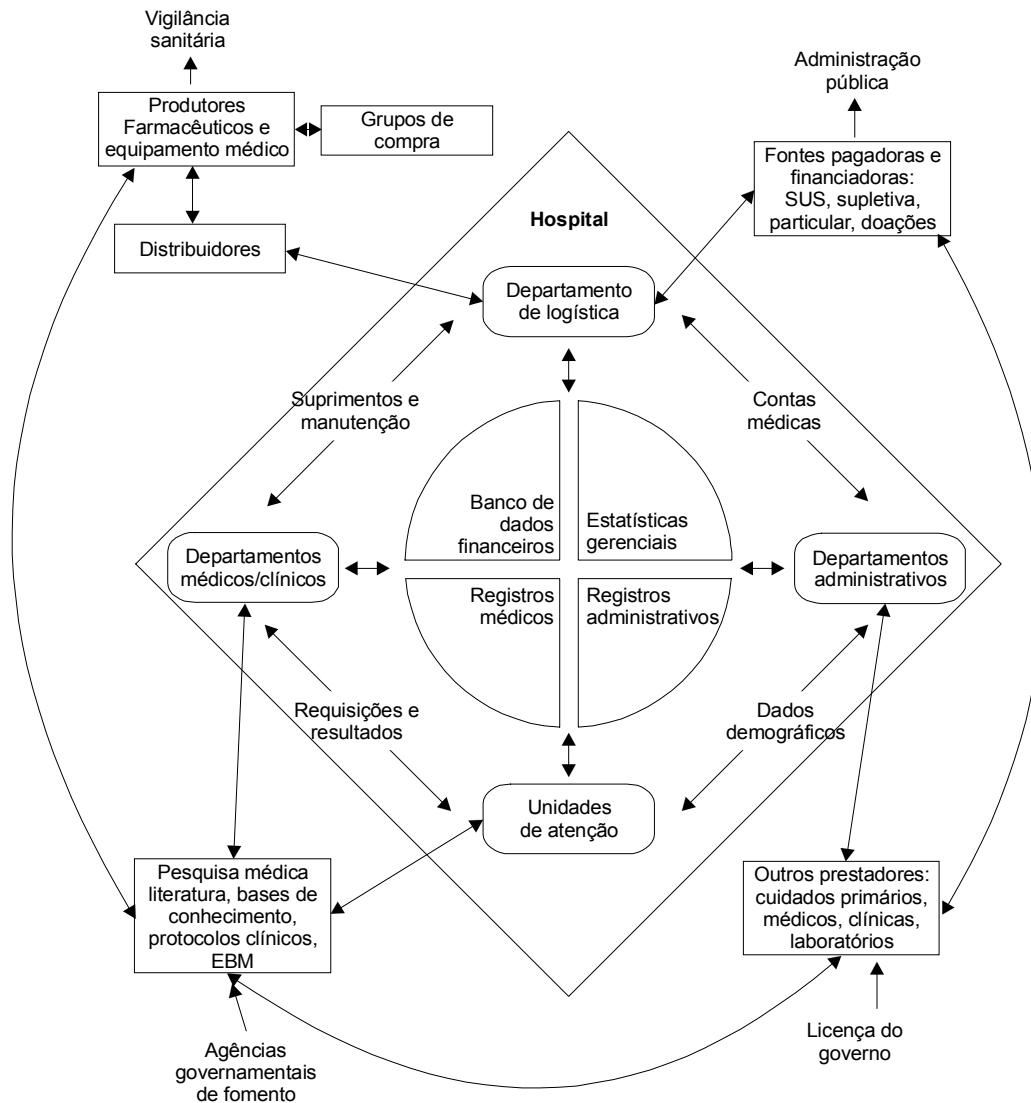 Vigilância
sanitária
Administração
pública
Produtores
Farmacêuticos e
equipamento médico
Grupos de
compra
Fontes pagadoras e
financiadoras:
SUS, supletiva,
particular, doações
Hospital
Distribuidores
Departamento
de logística
Suprimentos e
manutenção
Contas
médicas
Banco de
dados
financeiros
Estatísticas
gerenciais
Departamentos
médicos/clínicos
Departamentos
administrativos
Registros
médicos
Registros
administrativos
Requisições e
resultados
Dados
demográficos
Unidades
de atenção
Pesquisa médica
literatura, bases de
conhecimento,
protocolos clínicos,
EBM
Outros prestadores:
cuidados primários,
médicos, clínicas,
laboratórios
Agências
governamentais
de fomento
Licença do
governo